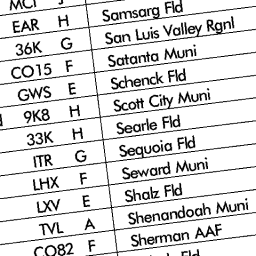 MCI
EAR H Samsarg Fld
36K G San Luis Valley Rgnl
CO15 F Satanta Muni
GWS E Schenck Fld
9K8 H Scott City Muni
33K H Searle Fld
ITR G Sequoia Fld
LHX F Seward Muni
LXV E Shalz Fld
TVL A Shenandoah Muni
CO82 F Sherman AAF